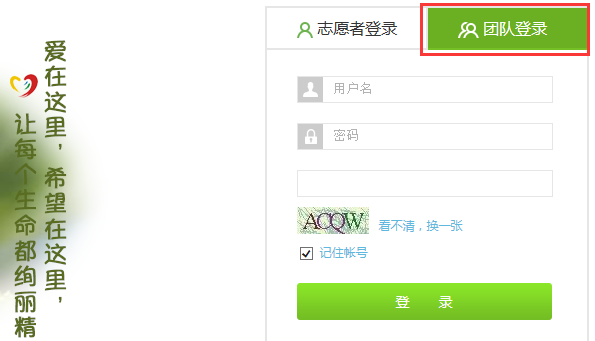 爱在这里，希望在这里，
让每个生命都绚丽精
志愿者登录
团队登录
用户名
密码
ACQW
看不清，换一张
记住帐号
登 录